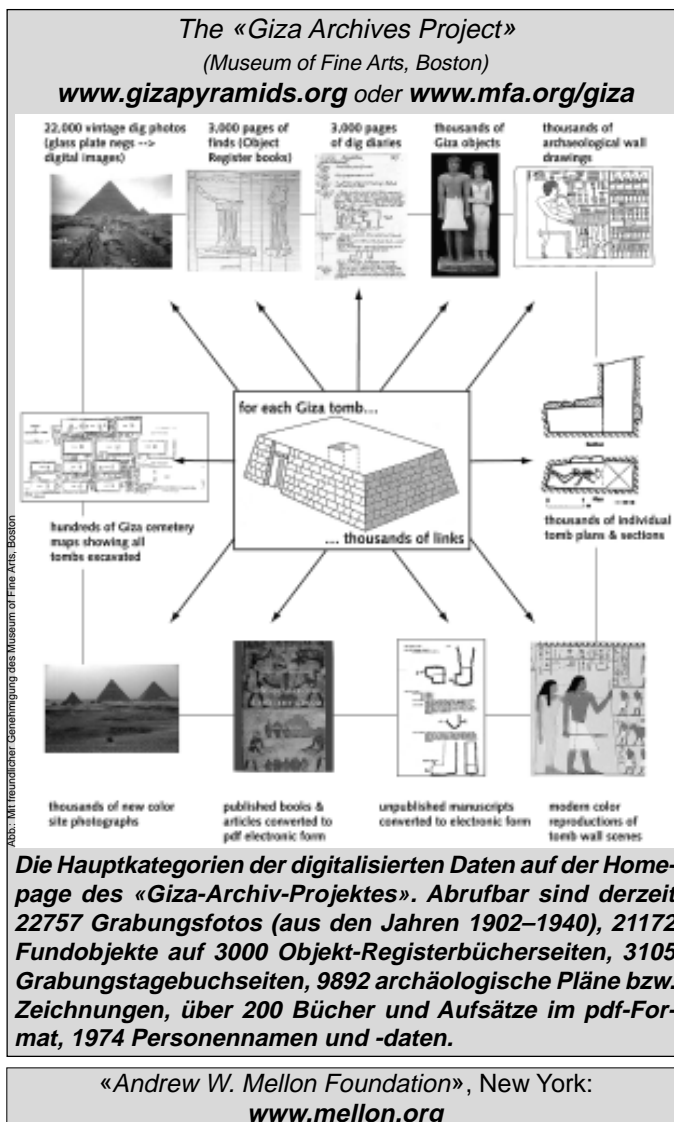 The «Giza Archives Project»
(Museum of Fine Arts, Boston)
www.gizapyramids.org oder www.mfa.org/giza
22,000 vintage dig photos
(glass plate negs -->
digital images)
3,000 pages of
finds (Object
Register books)
3,000 pages
of dig diaries
thousands of
Giza objects
thousands of
archaeological wall
drawings
for each Giza tomb...
... thousands of links
hundreds of Giza cemetery
maps showing all
tombs excavated
thousands of individual
tomb plans & sections
thousands of new color
site photographs
published books &
articles converted to
pdf electronic form
unpublished manuscripts
converted to electronic form
modern color
reproductions of
tomb wall scenes
Abb.: Mit freundlicher Genehmigung des Museum of Fine Arts, Boston
Die Hauptkategorien der digitalisierten Daten auf der Home-
page des «Giza-Archiv-Projektes». Abrufbar sind derzeit
22757 Grabungsfotos (aus den Jahren 1902–1940), 21172
Fundobjekte auf 3000 Objekt-Registerbücherseiten, 3105
Grabungstagebuchseiten, 9892 archäologische Pläne bzw.
Zeichnungen, über 200 Bücher und Aufsätze im pdf-For-
mat, 1974 Personennamen und -daten.
«Andrew W. Mellon Foundation», New York:
www.mellon.org